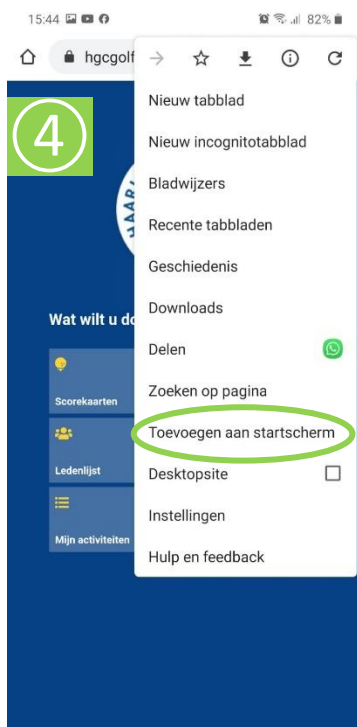 15:44 82%
hgcgolf
4
Nieuw tabblad
Nieuw incognitotabblad
Bladwijzers
HAARL
Recente tabbladen
Geschiedenis
Downloads
Wat wilt u do
Delen
Zoeken op pagina
Scorekaarten
Toevoegen aan startscherm
Ledenlijst
Desktopsite
Instellingen
Mijn activiteiten
Hulp en feedback